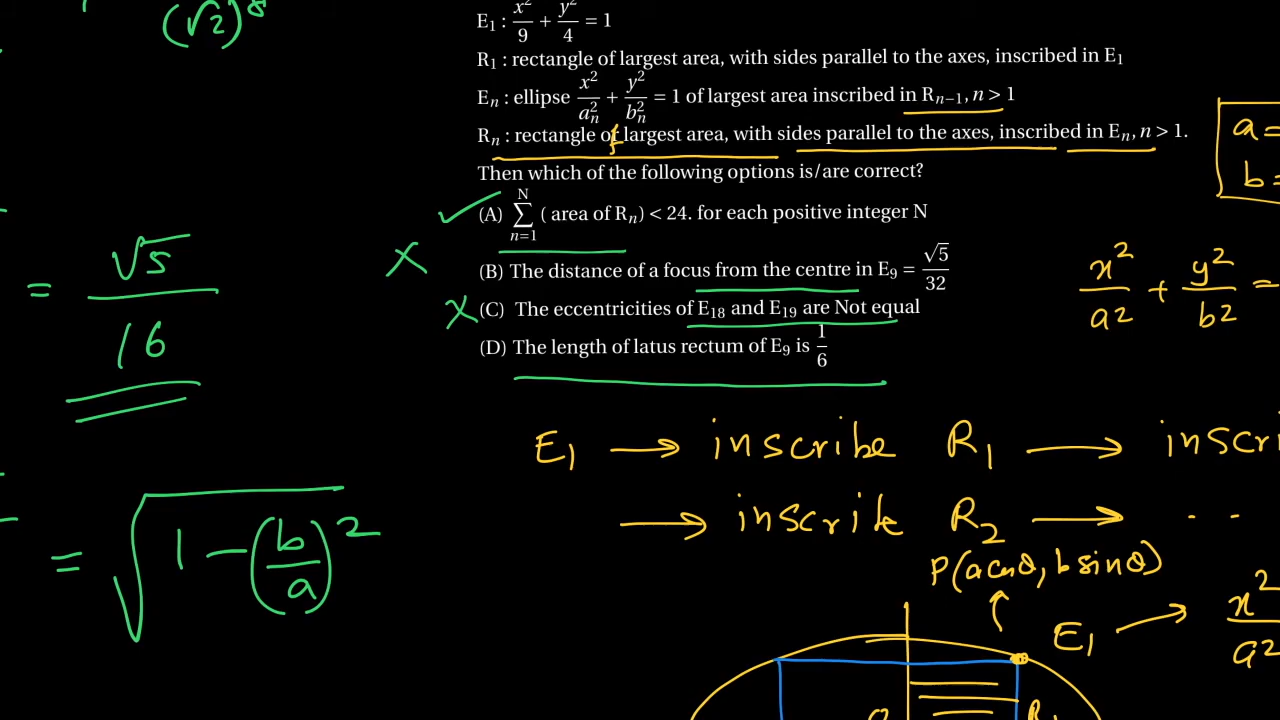 (√2)⁸
E₁ : x²/9 + y²/4 = 1
R₁ : rectangle of largest area, with sides parallel to the axes, inscribed in E₁
Eₙ : ellipse x²/aₙ² + y²/bₙ² = 1 of largest area inscribed in Rₙ₋₁, n > 1
Rₙ : rectangle of largest area, with sides parallel to the axes, inscribed in Eₙ, n > 1.
Then which of the following options is/are correct?
(A) ∑ₙ₌₁ᴺ ( area of Rₙ) < 24. for each positive integer N
(B) The distance of a focus from the centre in E₉ = √5/32
(C) The eccentricities of E₁₈ and E₁₉ are Not equal
(D) The length of latus rectum of E₉ is 1/6
a =
b =
x²/a² + y²/b² =
= √5/16
= √(1 − (b/a)²)
E₁ → inscribe R₁ →
→ inscribe R₂ → . .
P(a cosθ, b sinθ)
E₁ → x²/a²
R₁